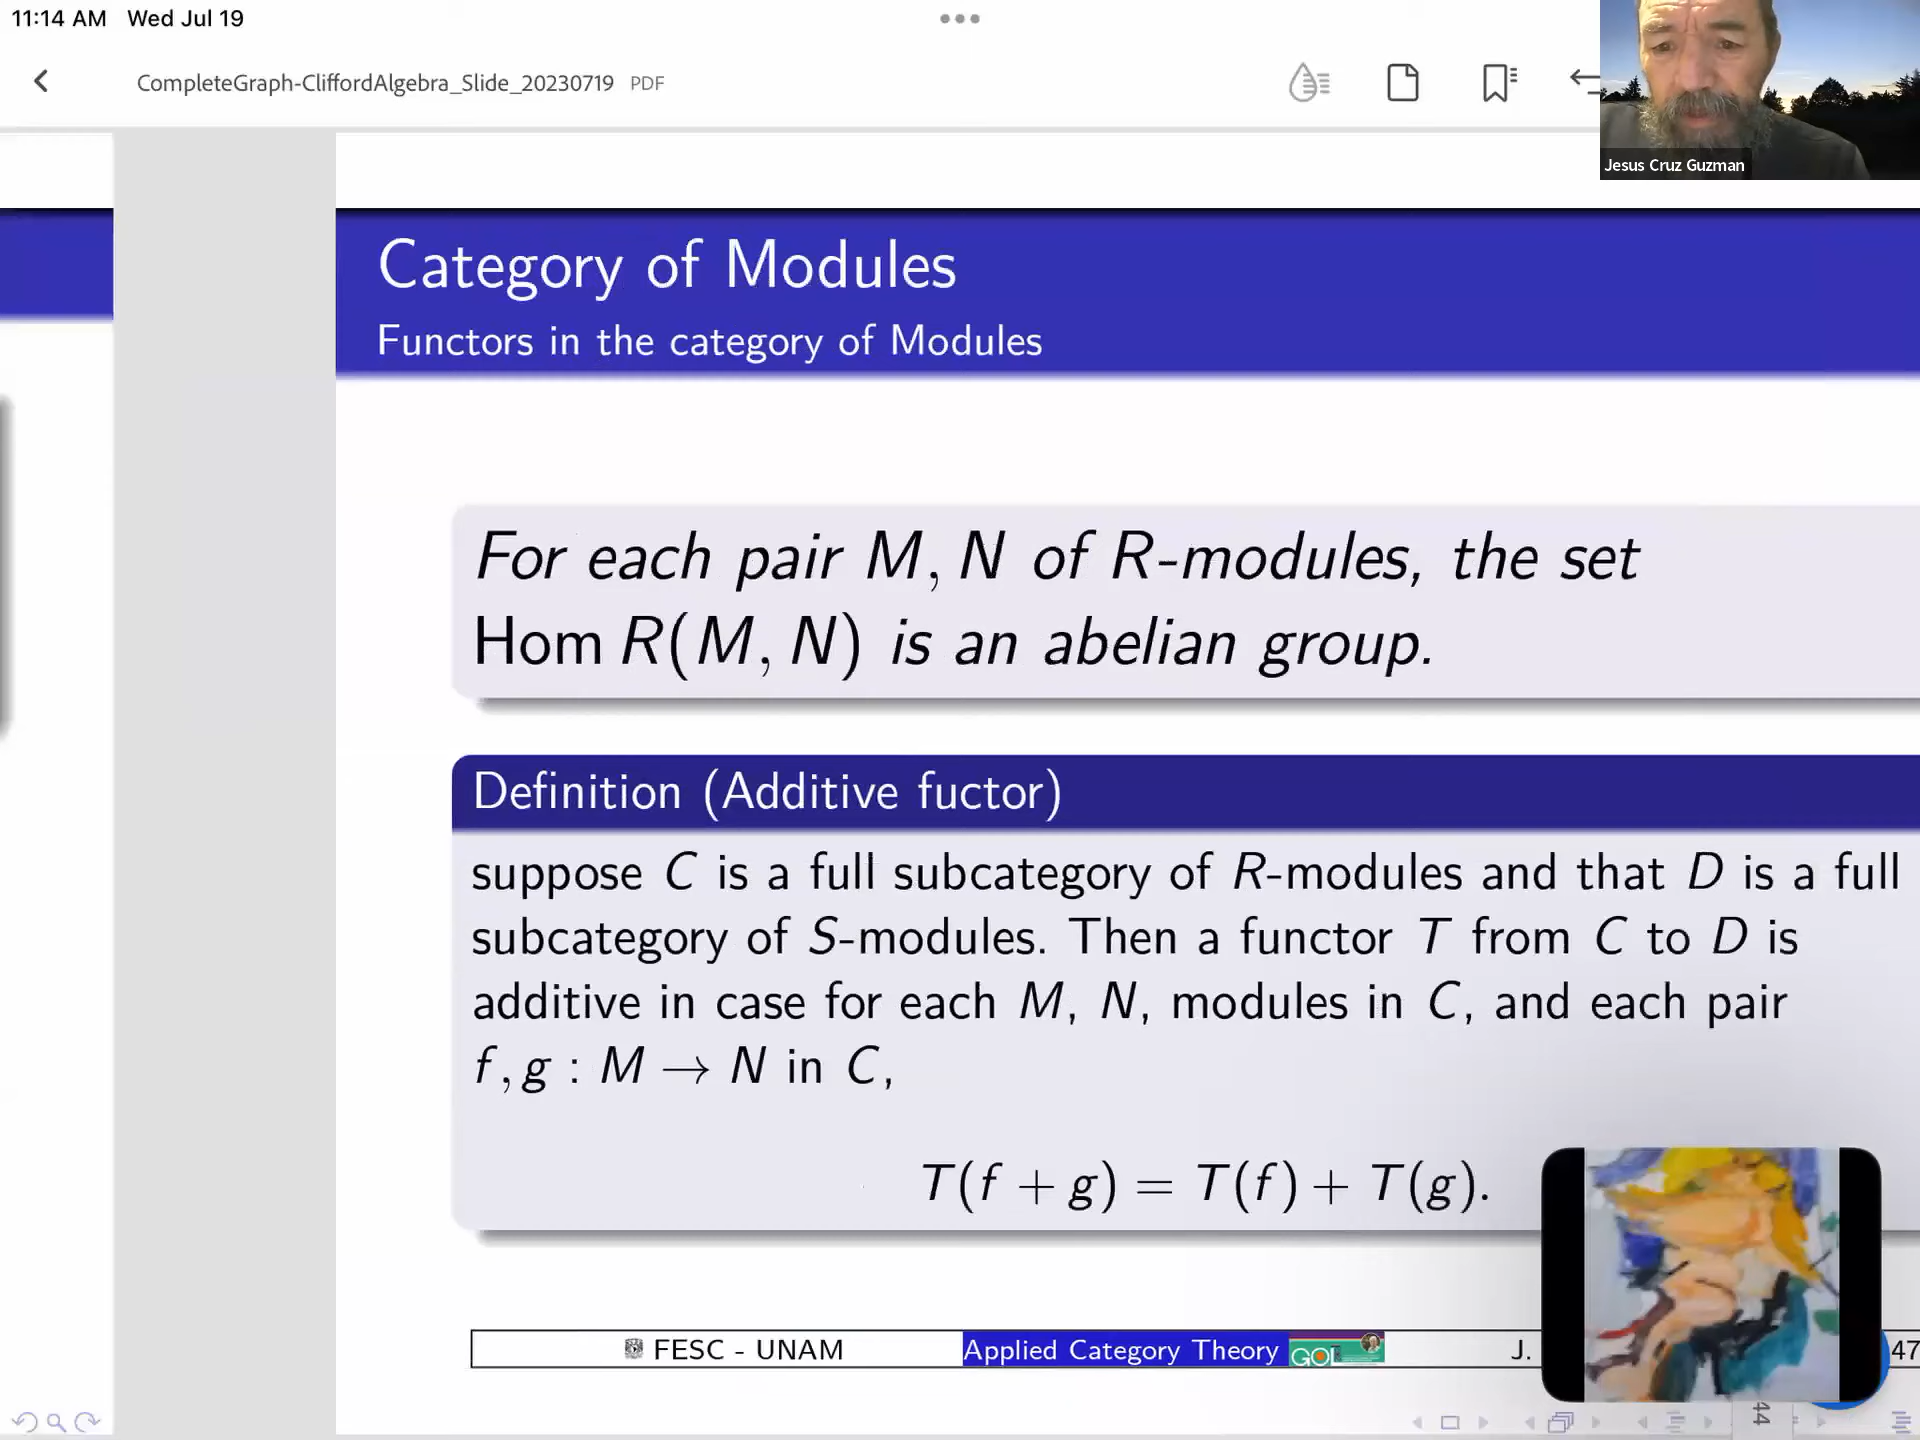 11:14 AM Wed Jul 19
CompleteGraph-CliffordAlgebra_Slide_20230719 PDF
Jesus Cruz Guzman
Category of Modules
Functors in the category of Modules
For each pair M, N of R-modules, the set
Hom R(M, N) is an abelian group.
Definition (Additive fuctor)
suppose C is a full subcategory of R-modules and that D is a full
subcategory of S-modules. Then a functor T from C to D is
additive in case for each M, N, modules in C, and each pair
f, g : M → N in C,
T(f + g) = T(f) + T(g).
FESC - UNAM Applied Category Theory GOL J. 47
44